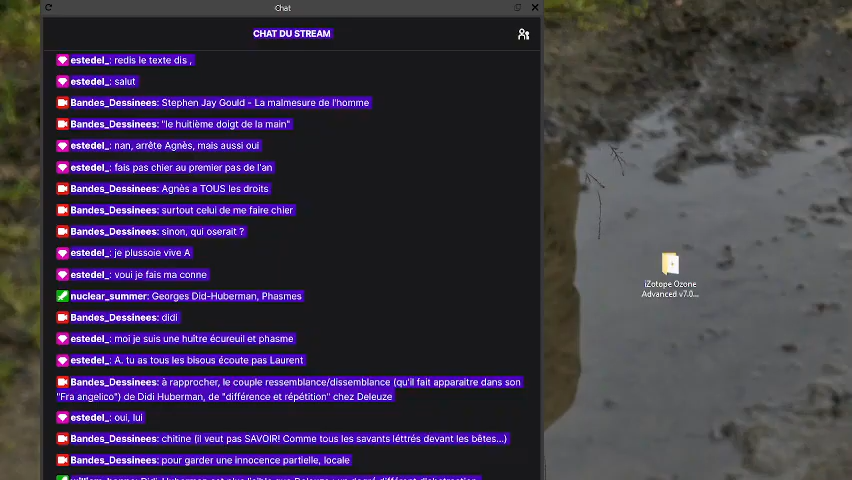 Chat
CHAT DU STREAM
estedel_: redis le texte dis ,
estedel_: salut
Bandes_Dessinees: Stephen Jay Gould - La malmesure de l'homme
Bandes_Dessinees: "le huitième doigt de la main"
estedel_: nan, arrête Agnès, mais aussi oui
estedel_: fais pas chier au premier pas de l'an
Bandes_Dessinees: Agnès a TOUS les droits
Bandes_Dessinees: surtout celui de me faire chier
Bandes_Dessinees: sinon, qui oserait ?
estedel_: je plussoie vive A
estedel_: voui je fais ma conne
nuclear_summer: Georges Did-Huberman, Phasmes
Bandes_Dessinees: didi
estedel_: moi je suis une huître écureuil et phasme
estedel_: A. tu as tous les bisous écoute pas Laurent
Bandes_Dessinees: à rapprocher, le couple ressemblance/dissemblance (qu'il fait apparaitre dans son
"Fra angelico") de Didi Huberman, de "différence et répétition" chez Deleuze
estedel_: oui, lui
Bandes_Dessinees: chitine (il veut pas SAVOIR! Comme tous les savants léttrés devant les bêtes...)
Bandes_Dessinees: pour garder une innocence partielle, locale
iZotope Ozone
Advanced v7.0...